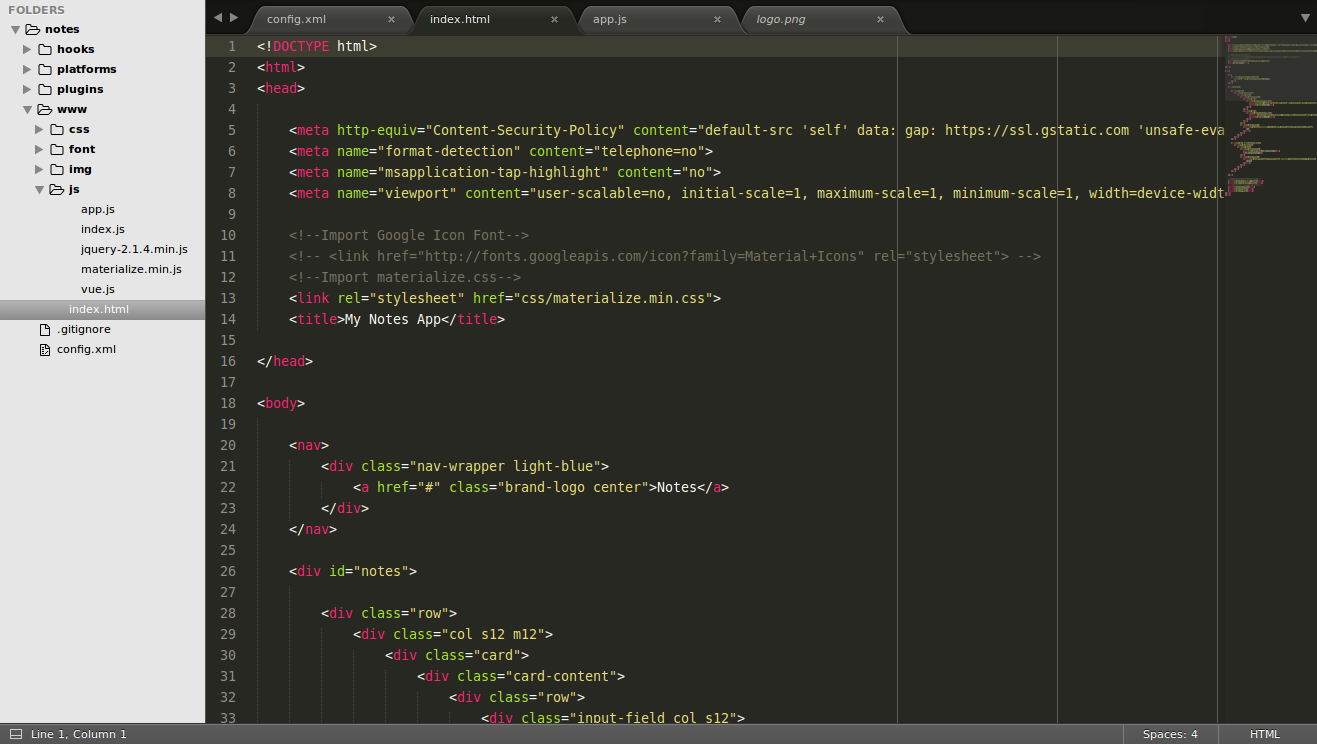 FOLDERS
notes
hooks
platforms
plugins
www
css
font
img
js
app.js
index.js
jquery-2.1.4.min.js
materialize.min.js
vue.js
index.html
.gitignore
config.xml
config.xml × index.html × app.js × logo.png ×
1 <!DOCTYPE html>
2 <html>
3 <head>
4
5 <meta http-equiv="Content-Security-Policy" content="default-src 'self' data: gap: https://ssl.gstatic.com 'unsafe-eva
6 <meta name="format-detection" content="telephone=no">
7 <meta name="msapplication-tap-highlight" content="no">
8 <meta name="viewport" content="user-scalable=no, initial-scale=1, maximum-scale=1, minimum-scale=1, width=device-widt
9
10 <!--Import Google Icon Font-->
11 <!-- <link href="http://fonts.googleapis.com/icon?family=Material+Icons" rel="stylesheet"> -->
12 <!--Import materialize.css-->
13 <link rel="stylesheet" href="css/materialize.min.css">
14 <title>My Notes App</title>
15
16 </head>
17
18 <body>
19
20 <nav>
21 <div class="nav-wrapper light-blue">
22 <a href="#" class="brand-logo center">Notes</a>
23 </div>
24 </nav>
25
26 <div id="notes">
27
28 <div class="row">
29 <div class="col s12 m12">
30 <div class="card">
31 <div class="card-content">
32 <div class="row">
33 <div class="input-field col s12">
Line 1, Column 1 Spaces: 4 HTML